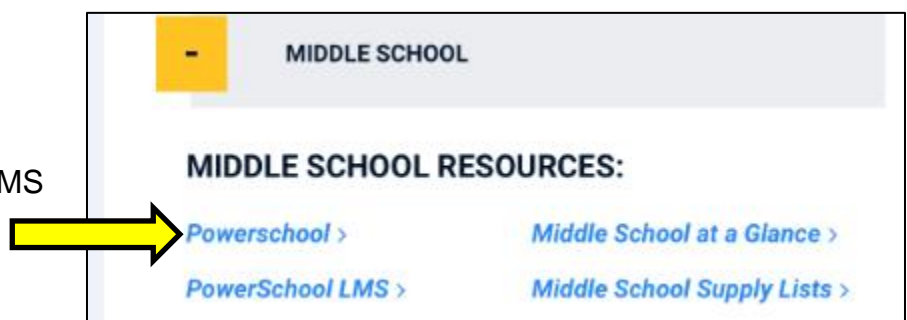 -
MIDDLE SCHOOL
MIDDLE SCHOOL RESOURCES:
MS
Powerschool > Middle School at a Glance >
PowerSchool LMS > Middle School Supply Lists >